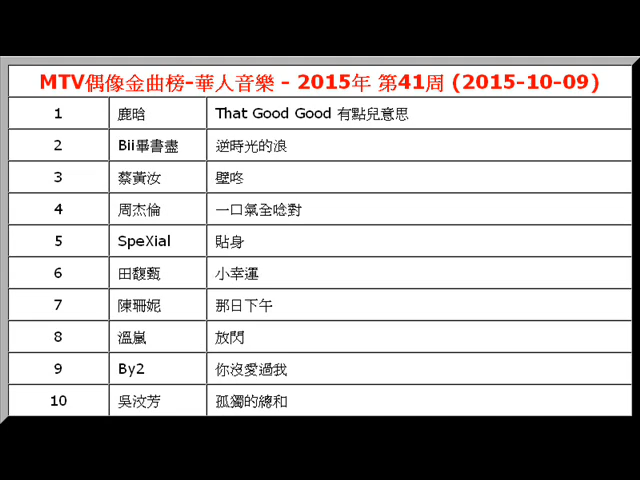 MTV偶像金曲榜-華人音樂 - 2015年 第41周 (2015-10-09)
1 鹿晗 That Good Good 有點兒意思
2 Bii畢書盡 逆時光的浪
3 蔡黃汝 壁咚
4 周杰倫 一口氣全唸對
5 SpeXial 貼身
6 田馥甄 小幸運
7 陳珊妮 那日下午
8 溫嵐 放閃
9 By2 你沒愛過我
10 吳汶芳 孤獨的總和